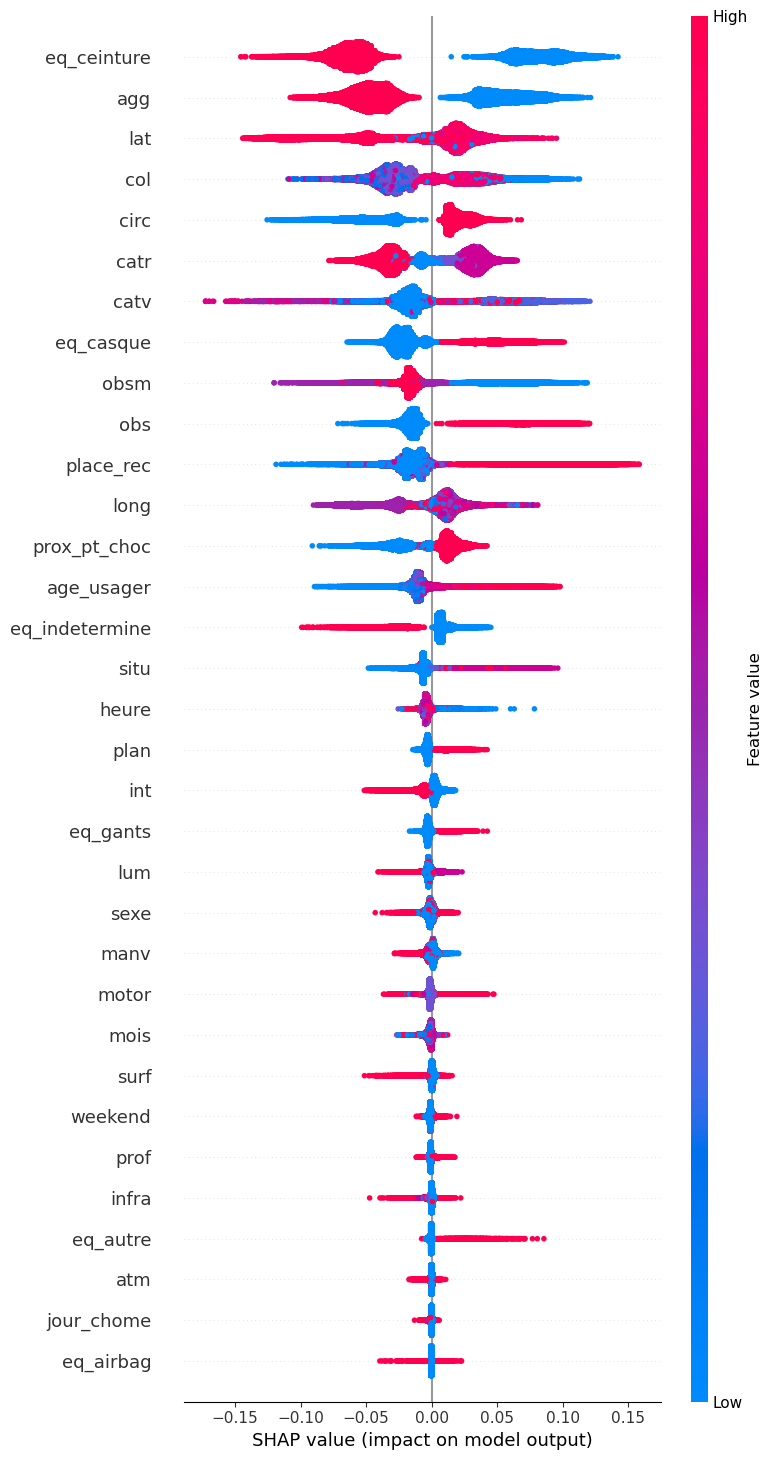 High
eq_ceinture
agg
lat
col
circ
catr
catv
eq_casque
obsm
obs
place_rec
long
prox_pt_choc
age_usager
eq_indetermine
situ
heure
plan
int
eq_gants
lum
sexe
manv
motor
mois
surf
weekend
prof
infra
eq_autre
atm
jour_chome
eq_airbag
Feature value
Low
−0.15 −0.10 −0.05 0.00 0.05 0.10 0.15
SHAP value (impact on model output)